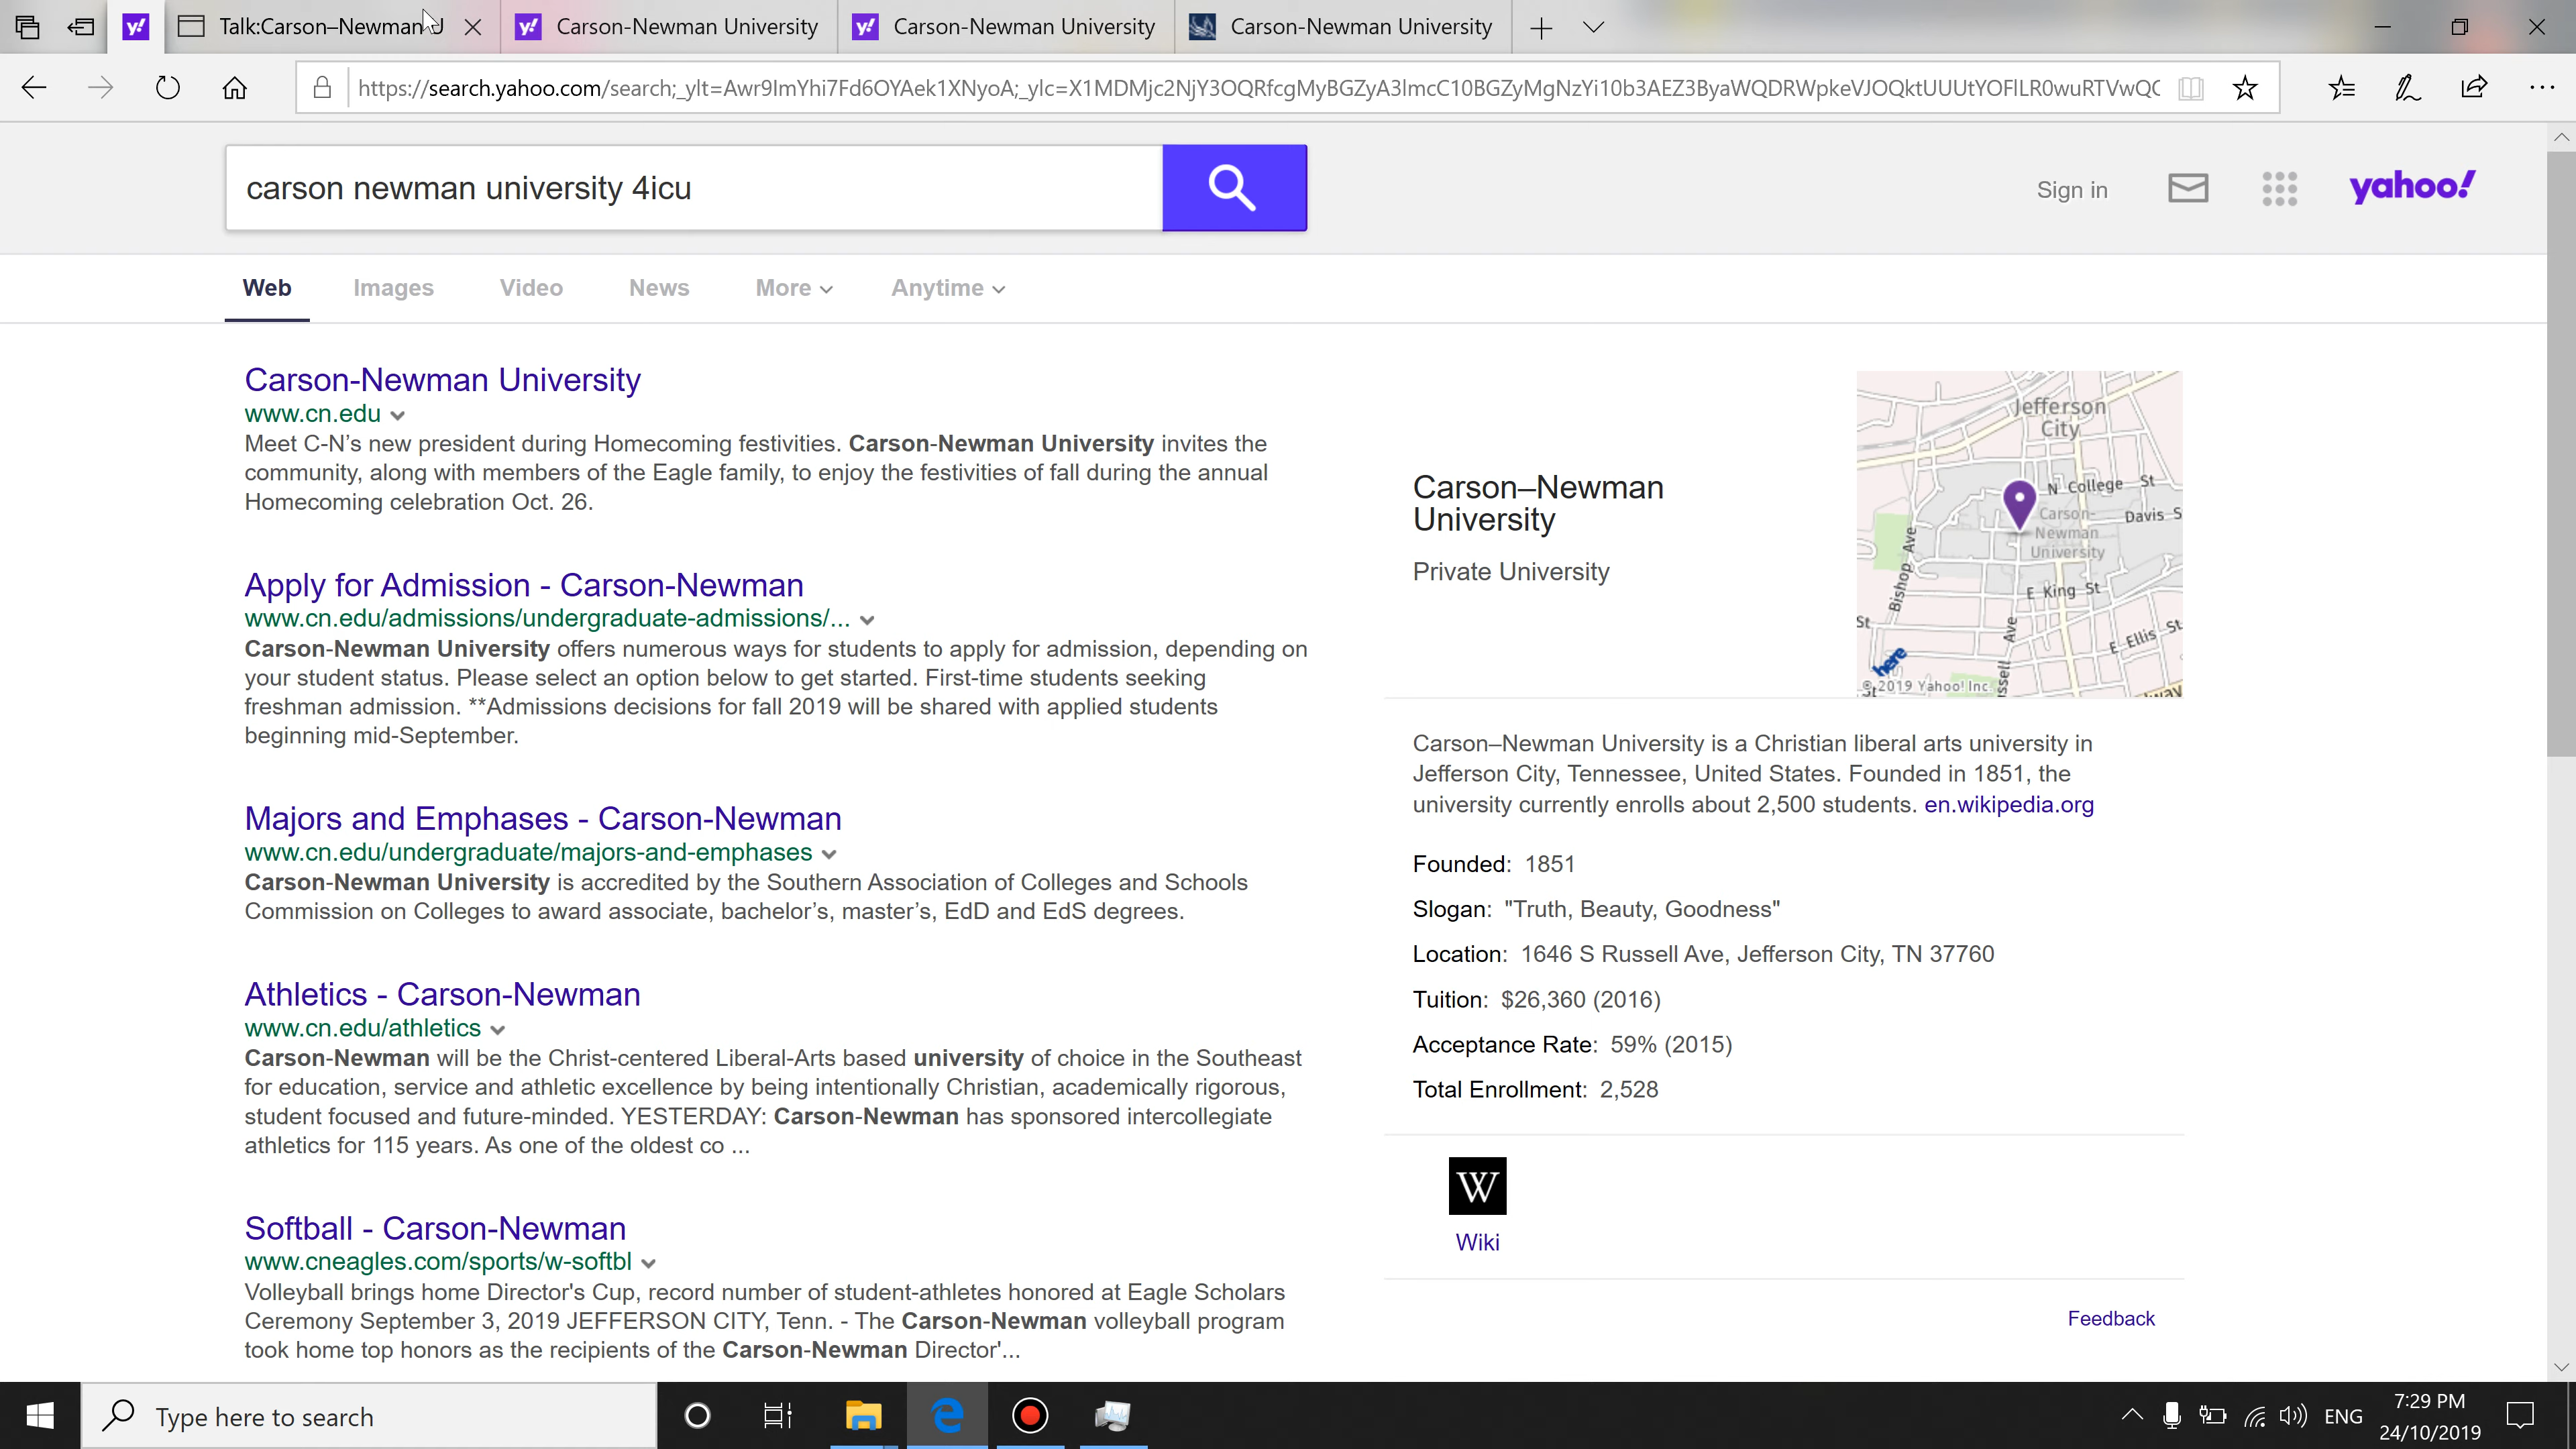 Talk:Carson–Newman U
Carson-Newman University
Carson-Newman University
Carson-Newman University
https://search.yahoo.com/search;_ylt=Awr9ImYhi7Fd6OYAek1XNyoA;_ylc=X1MDMjc2NjY3OQRfcgMyBGZyA3lmcC10BGZyMgNzYi10b3AEZ3ByaWQDRWpkeVJOQktUUUtYOFlLR0wuRTVwQC
carson newman university 4icu
Sign in
yahoo!
Web Images Video News More Anytime
Carson-Newman University
www.cn.edu
Meet C-N’s new president during Homecoming festivities. Carson-Newman University invites the
community, along with members of the Eagle family, to enjoy the festivities of fall during the annual
Homecoming celebration Oct. 26.
Apply for Admission - Carson-Newman
www.cn.edu/admissions/undergraduate-admissions/...
Carson-Newman University offers numerous ways for students to apply for admission, depending on
your student status. Please select an option below to get started. First-time students seeking
freshman admission. **Admissions decisions for fall 2019 will be shared with applied students
beginning mid-September.
Majors and Emphases - Carson-Newman
www.cn.edu/undergraduate/majors-and-emphases
Carson-Newman University is accredited by the Southern Association of Colleges and Schools
Commission on Colleges to award associate, bachelor’s, master’s, EdD and EdS degrees.
Athletics - Carson-Newman
www.cn.edu/athletics
Carson-Newman will be the Christ-centered Liberal-Arts based university of choice in the Southeast
for education, service and athletic excellence by being intentionally Christian, academically rigorous,
student focused and future-minded. YESTERDAY: Carson-Newman has sponsored intercollegiate
athletics for 115 years. As one of the oldest co ...
Softball - Carson-Newman
www.cneagles.com/sports/w-softbl
Volleyball brings home Director's Cup, record number of student-athletes honored at Eagle Scholars
Ceremony September 3, 2019 JEFFERSON CITY, Tenn. - The Carson-Newman volleyball program
took home top honors as the recipients of the Carson-Newman Director'...
Carson–Newman
University
Private University
Jefferson
City
N College St
Carson-
Newman
University
Davis S
Bishop Ave
E King St
St
Ave
E Ellis St
ssell
here
© 2019 Yahoo! Inc.
St
way
Carson–Newman University is a Christian liberal arts university in
Jefferson City, Tennessee, United States. Founded in 1851, the
university currently enrolls about 2,500 students. en.wikipedia.org
Founded: 1851
Slogan: "Truth, Beauty, Goodness"
Location: 1646 S Russell Ave, Jefferson City, TN 37760
Tuition: $26,360 (2016)
Acceptance Rate: 59% (2015)
Total Enrollment: 2,528
W
Wiki
Feedback
Type here to search
ENG
7:29 PM
24/10/2019